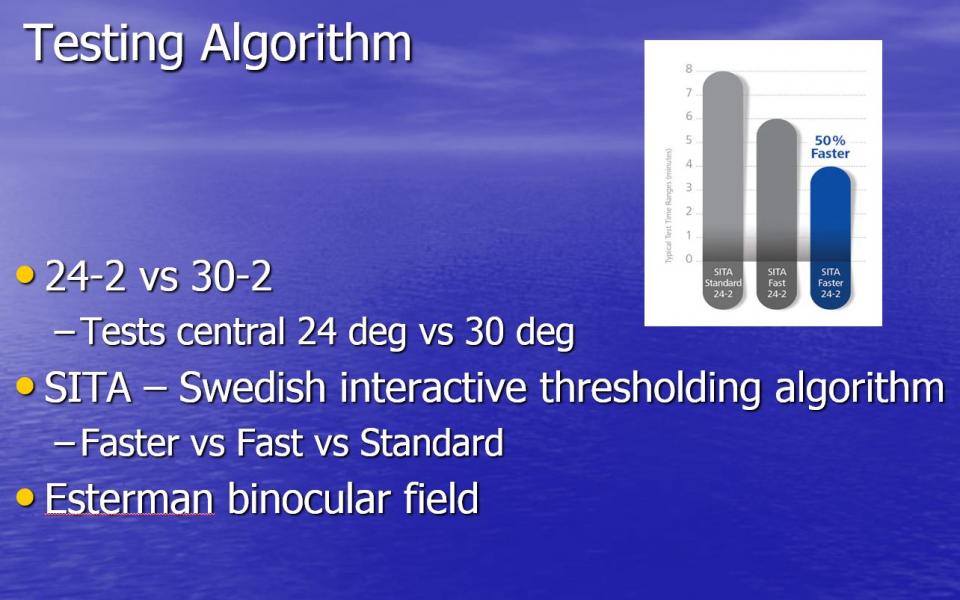 Testing Algorithm
8
7
6
5
4
3
2
1
0
Typical Test Time Ranges (minutes)
50%
Faster
SITA
Standard
24-2
SITA
Fast
24-2
SITA
Faster
24-2
• 24-2 vs 30-2
– Tests central 24 deg vs 30 deg
• SITA – Swedish interactive thresholding algorithm
– Faster vs Fast vs Standard
• Esterman binocular field